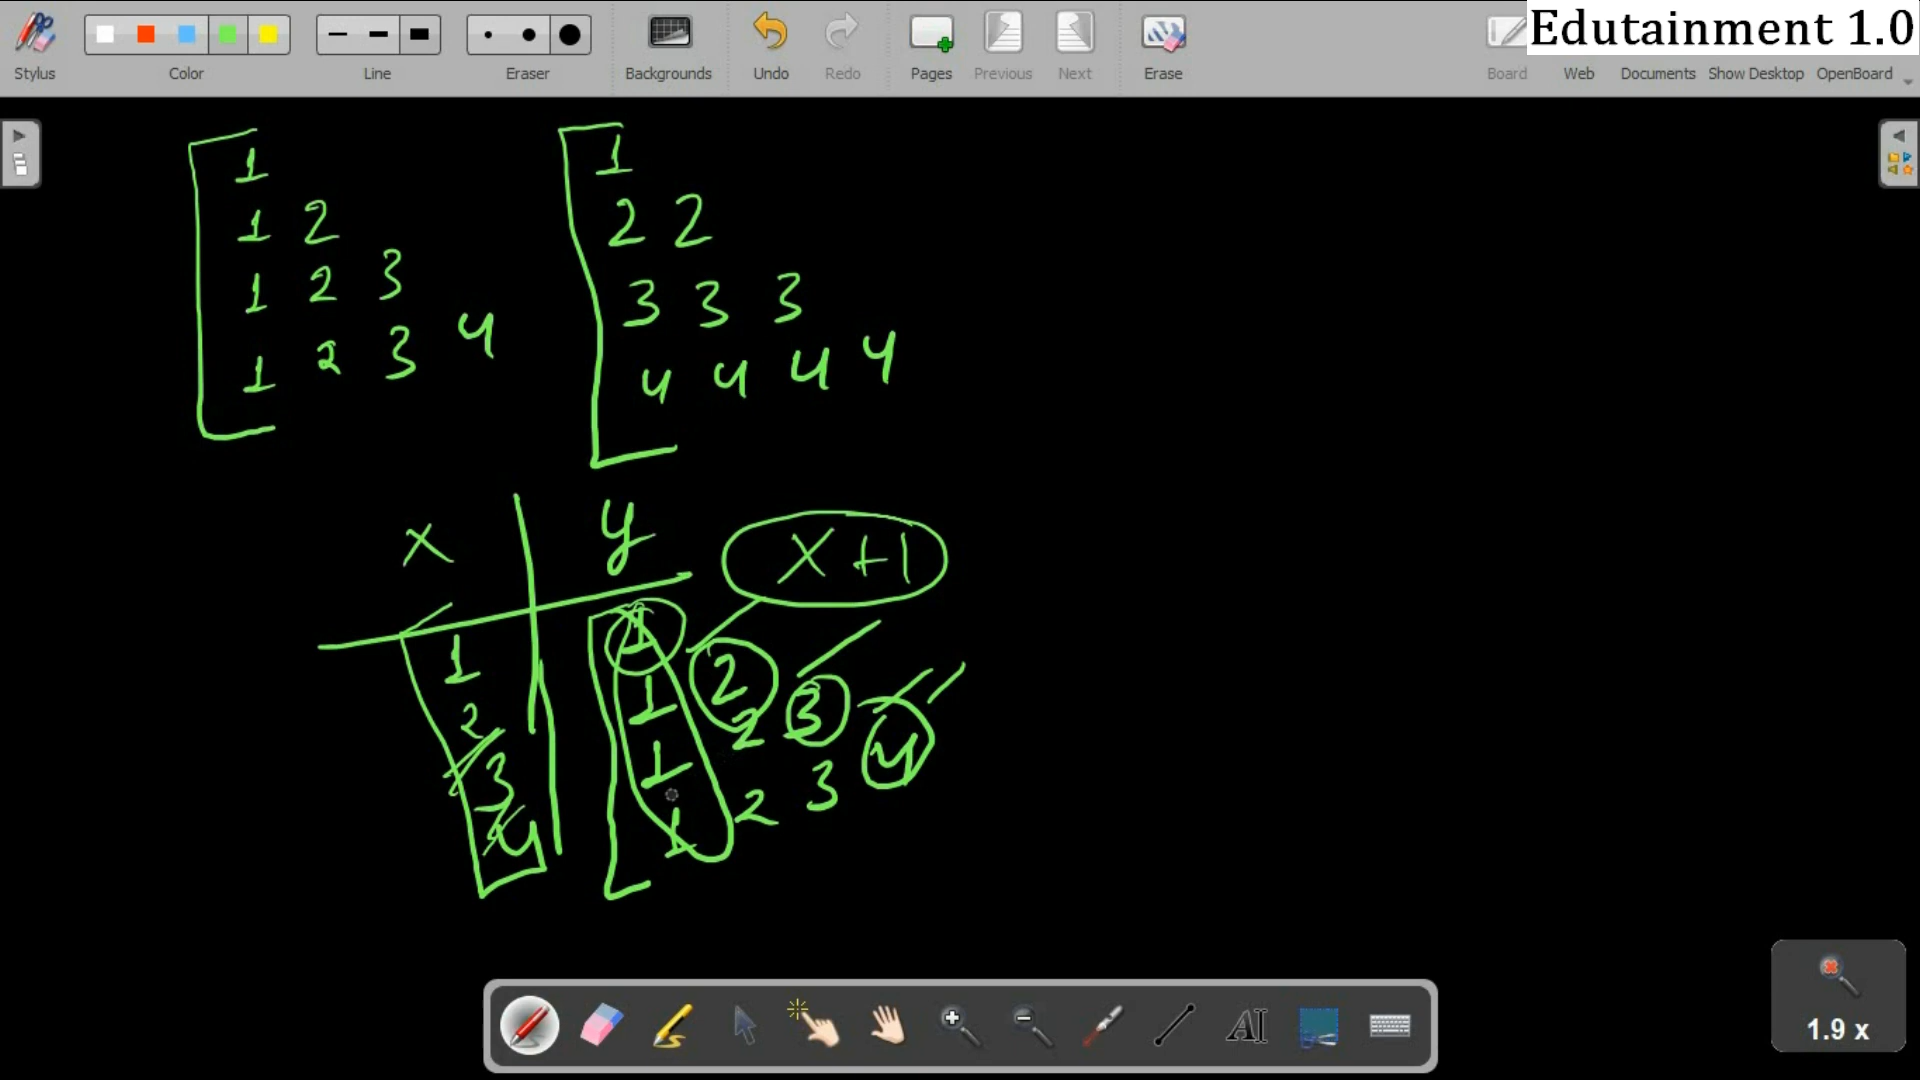 Edutainment 1.0
Stylus Color Line Eraser Backgrounds Undo Redo Pages Previous Next Erase Board Web Documents Show Desktop OpenBoard
1
1 2
1 2 3
1 2 3 4
1
2 2
3 3 3
4 4 4 4
x y x+1
1 1
2 1 2
3 1 2 3
4 1 2 3 4
AI
1.9 x